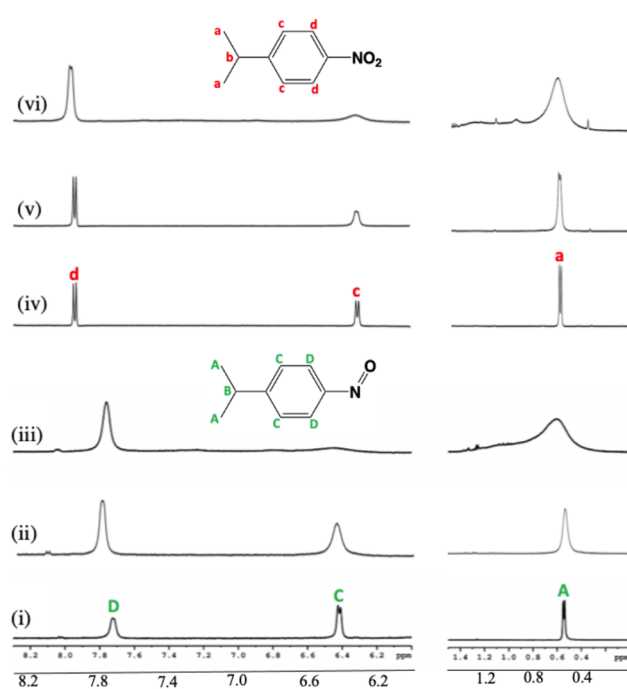 c d
a
b NO₂
a
c d
(vi)
(v)
d c a
(iv)
C D O
A
B N
A
C D
(iii)
(ii)
D C A
(i)
8.2 8.0 7.8 7.6 7.4 7.2 7.0 6.8 6.6 6.4 6.2 ppm 1.4 1.2 1.0 0.8 0.6 0.4 ppm
8.2 7.8 7.4 7.0 6.6 6.2 1.2 0.8 0.4